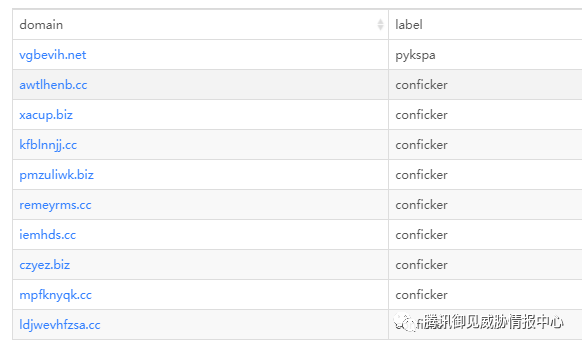 domain label
vgbevih.net pykspa
awtlhenb.cc conficker
xacup.biz conficker
kfblnnjj.cc conficker
pmzuliwk.biz conficker
remeyrms.cc conficker
iemhds.cc conficker
czyez.biz conficker
mpfknyqk.cc conficker
ldjwevhfzsa.cc
腾讯御见威胁情报中心